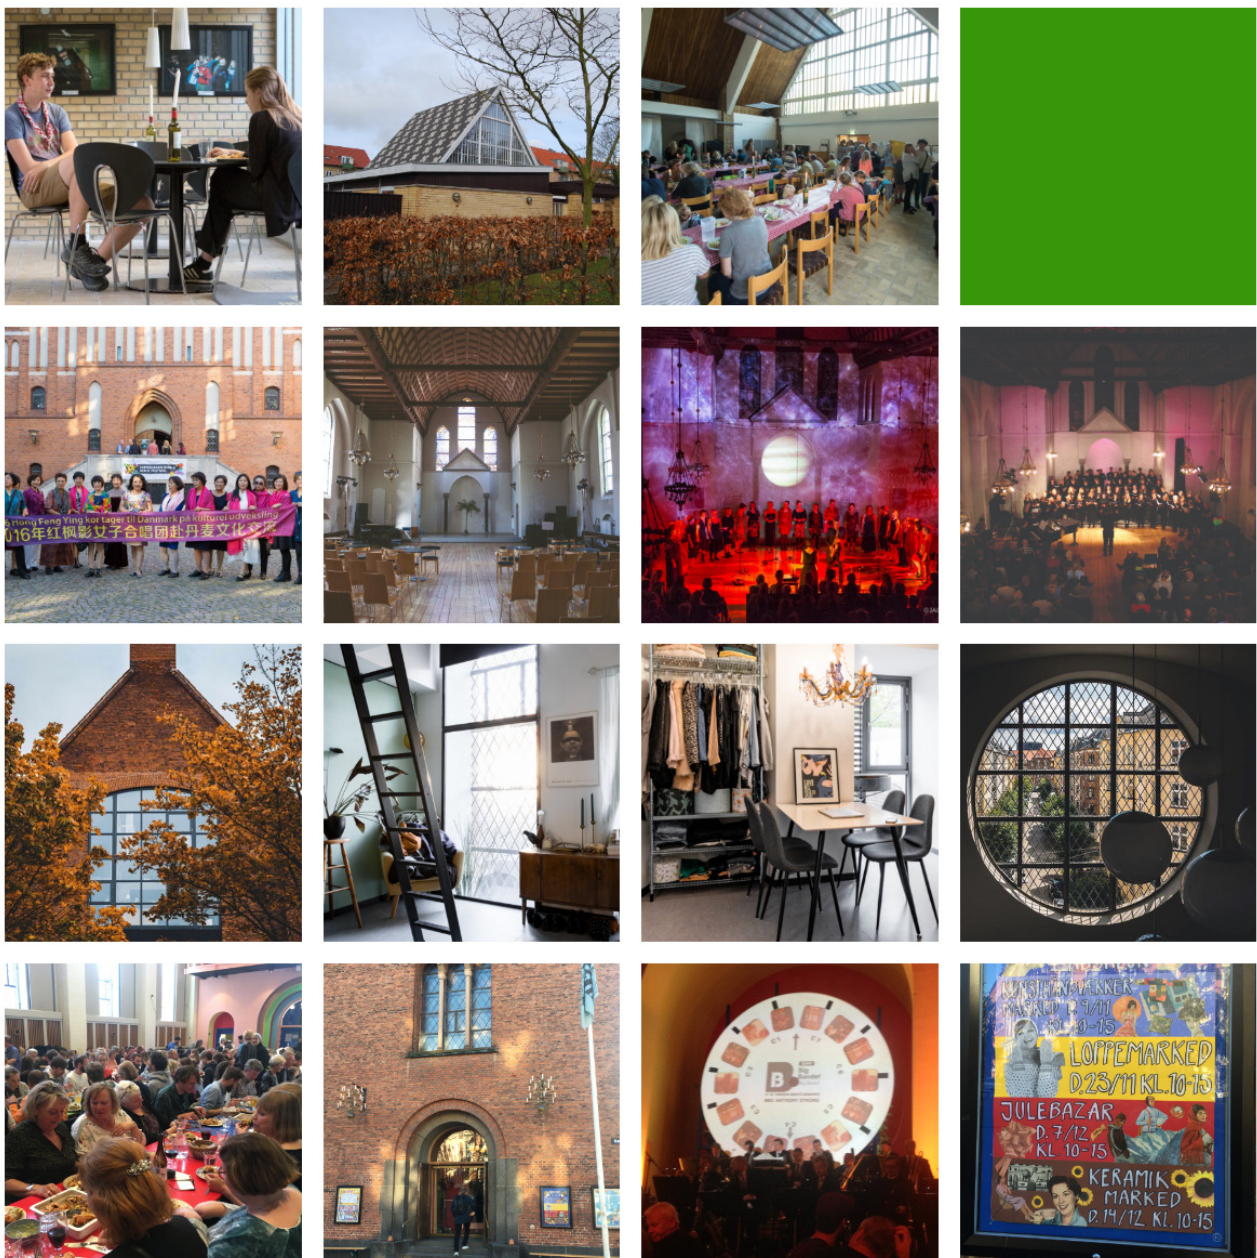 Hong Feng Ying kor tager til Danmark på kulturel udveksling
016年红枫影女子合唱团赴丹麦文化交流
B
Big
Bandet
KUNSTHÅNDVÆRKER-
MARKED D. 9/11
KL. 10-15
LOPPEMARKED
D.23/11 KL.10-15
JULEBAZAR
D. 7/12
KL. 10-15
KERAMIK
MARKED
D. 14/12 KL. 10-15